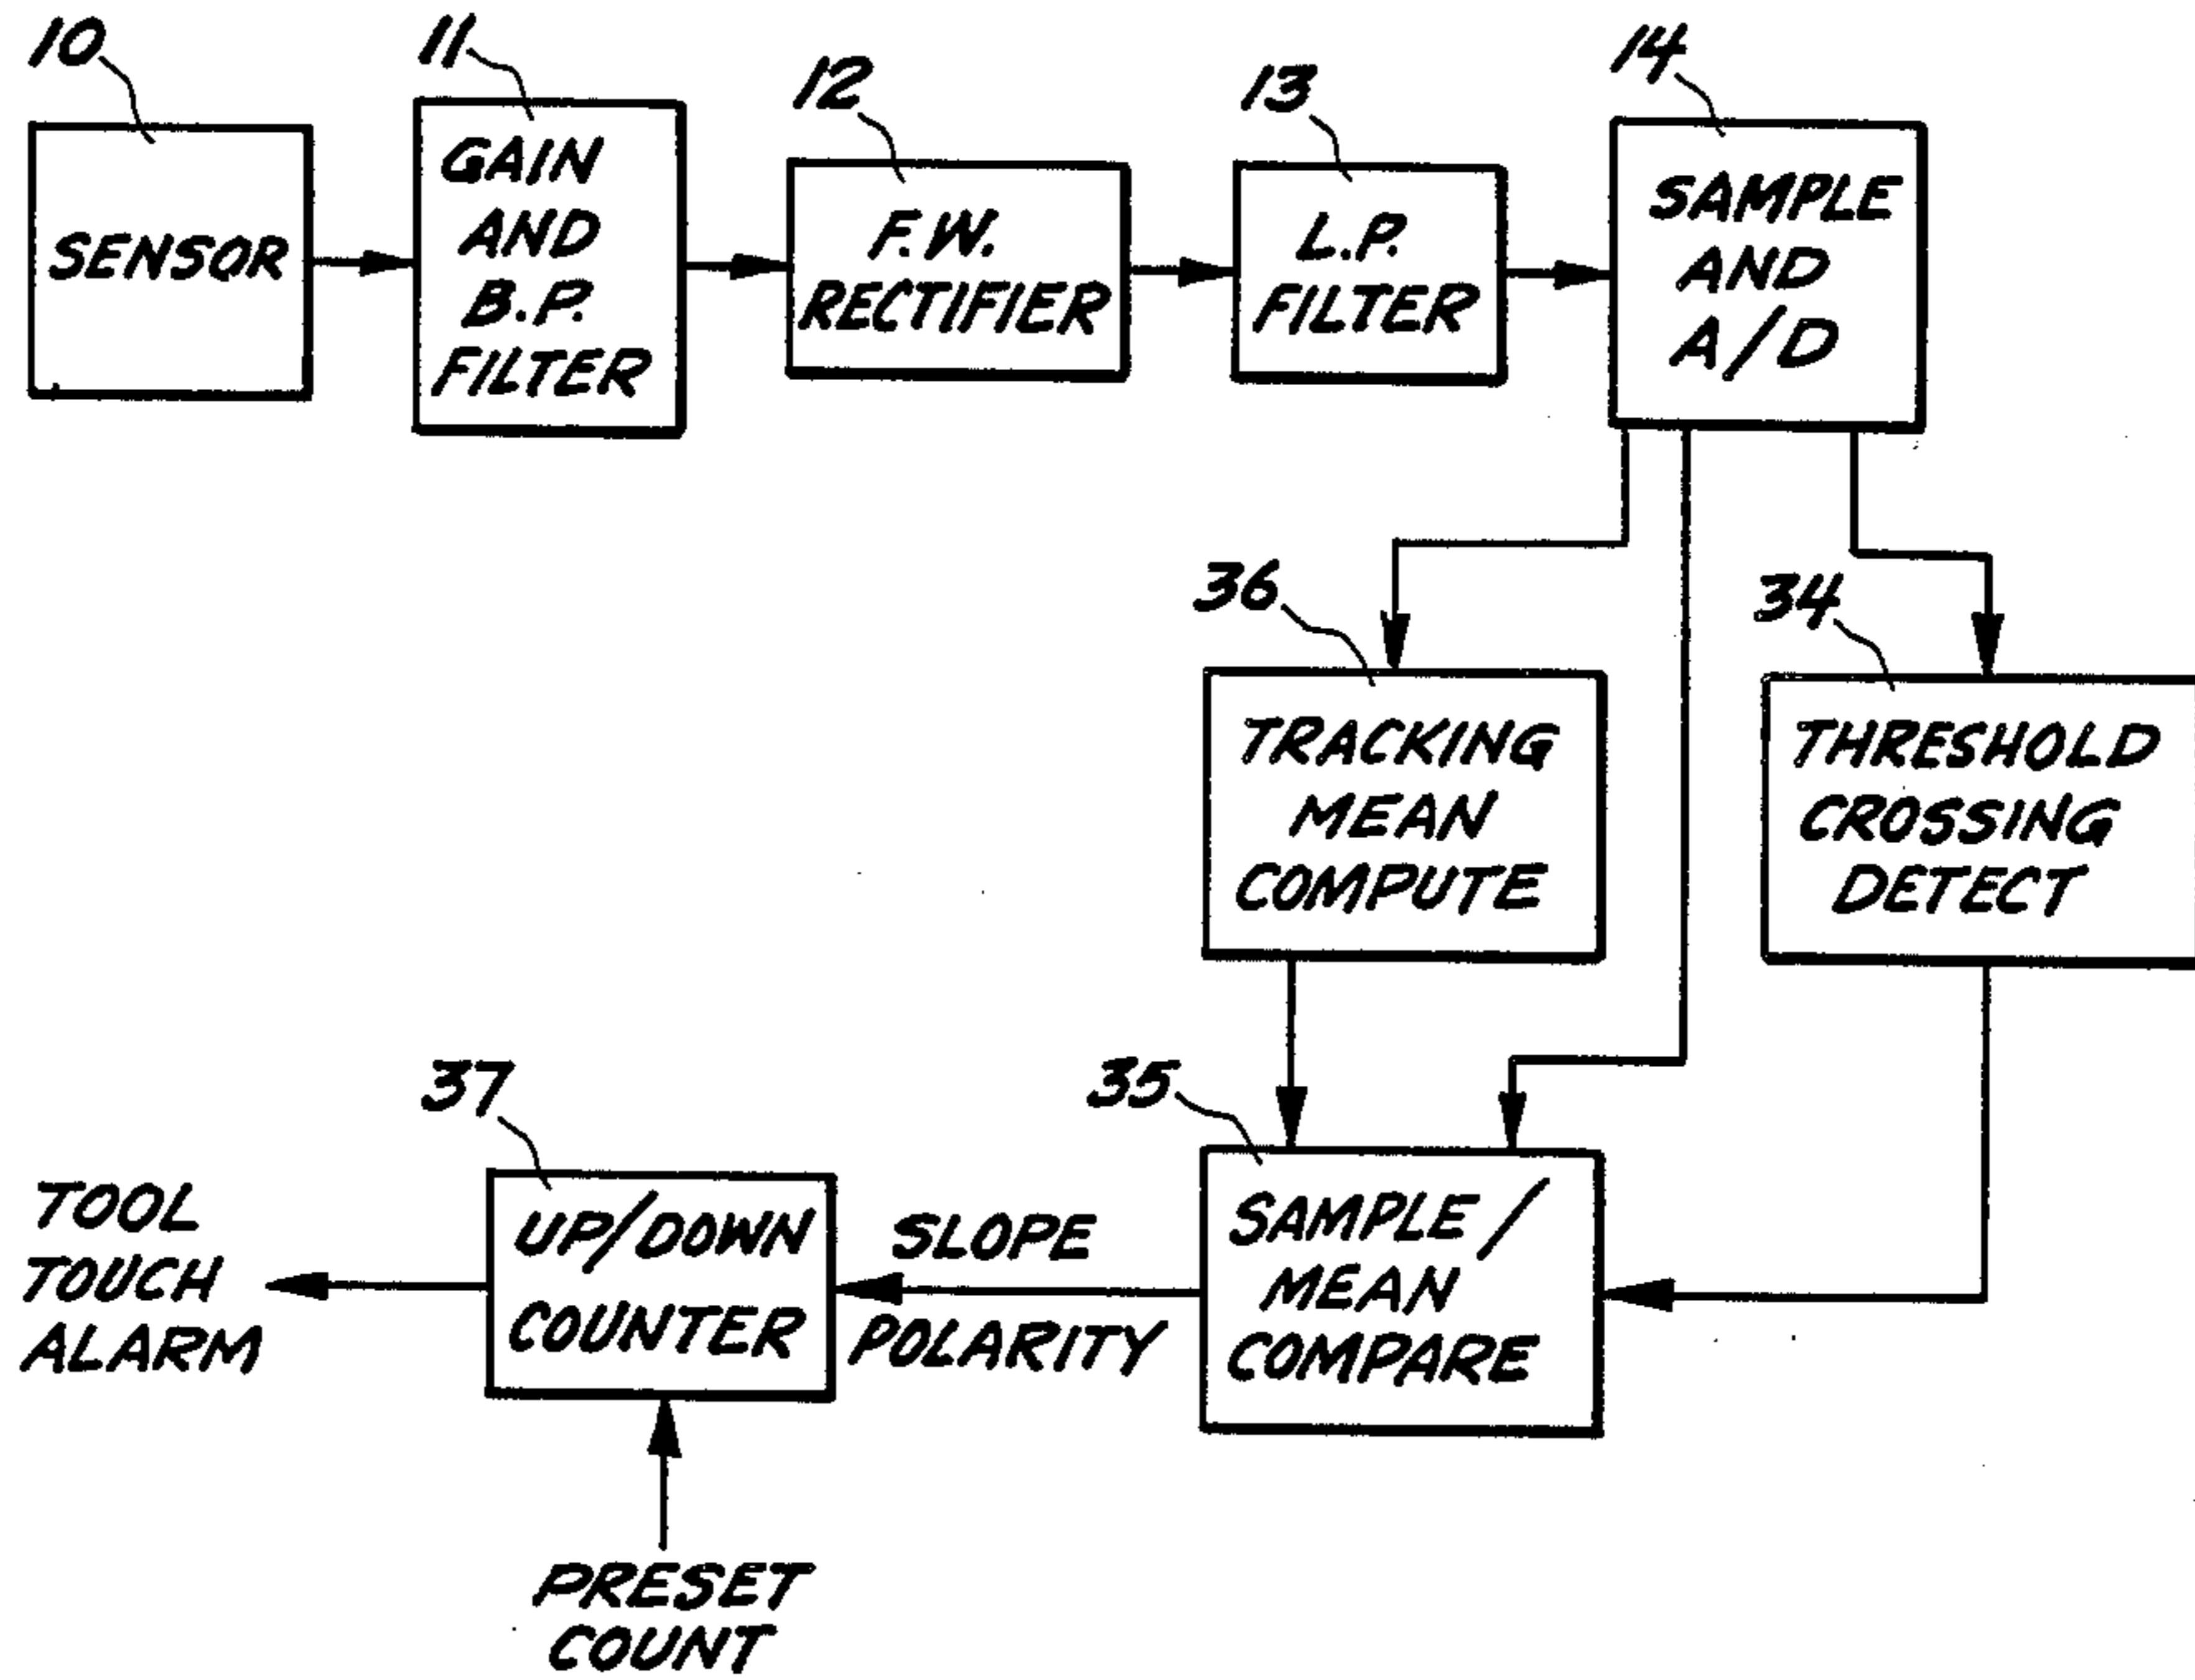 10
11
12
13
14
SENSOR
GAIN
AND
B.P.
FILTER
F.W.
RECTIFIER
L.P.
FILTER
SAMPLE
AND
A/D
36
34
TRACKING
MEAN
COMPUTE
THRESHOLD
CROSSING
DETECT
37
35
TOOL
TOUCH
ALARM
UP/DOWN
COUNTER
SLOPE
POLARITY
SAMPLE/
MEAN
COMPARE
PRESET
COUNT